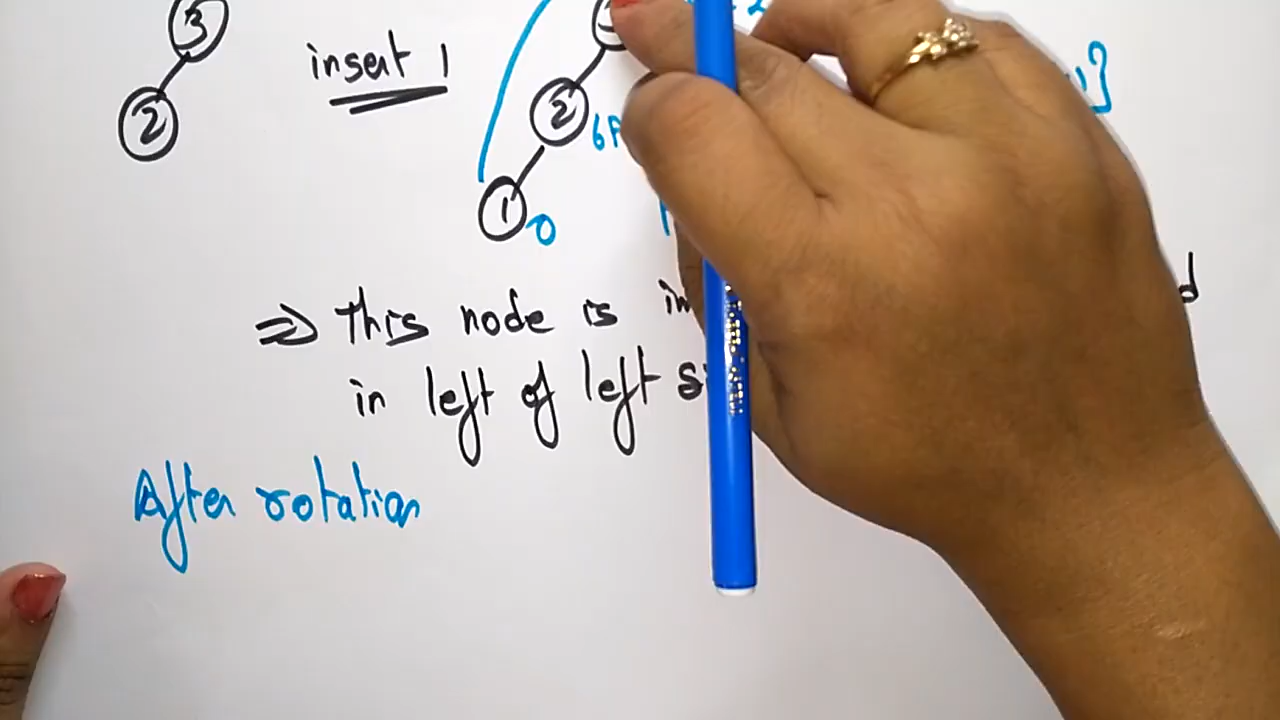 3
2
insert 1
2
1
0
⇒ This node is
in left of left
After rotation